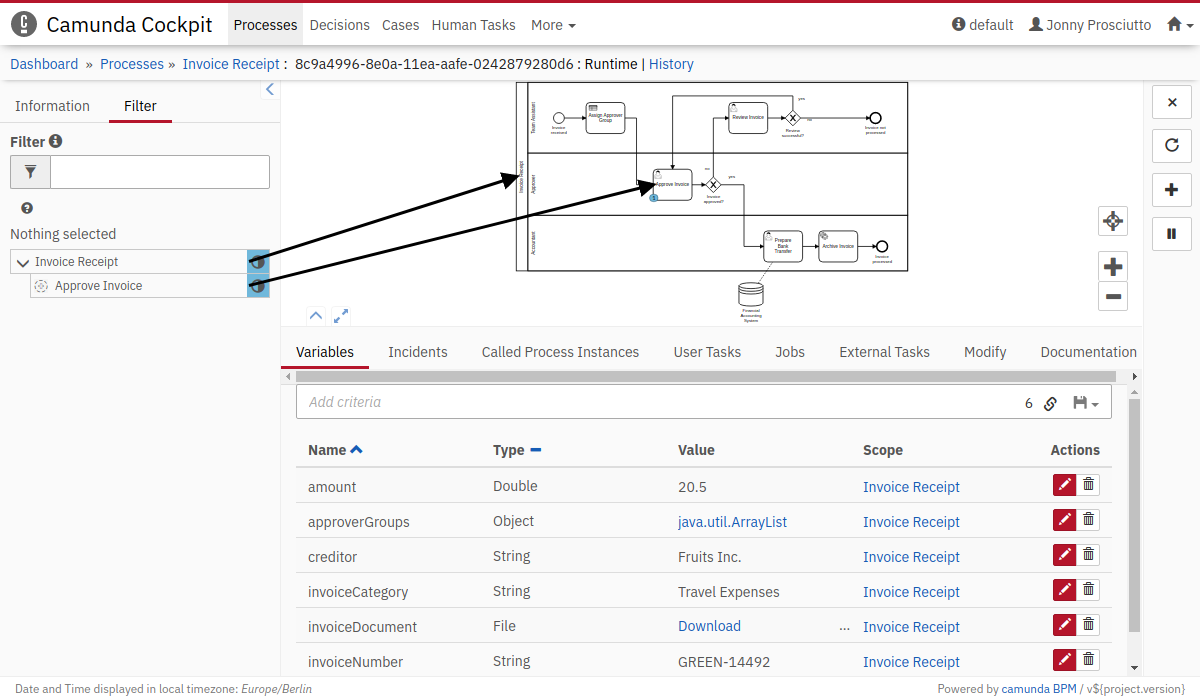 Camunda Cockpit Processes Decisions Cases Human Tasks More default Jonny Prosciutto
Dashboard » Processes » Invoice Receipt : 8c9a4996-8e0a-11ea-aafe-0242879280d6 : Runtime | History
Information Filter
Filter
Nothing selected
Invoice Receipt
Approve Invoice
Invoice Receipt
Team Assistant
Invoice received
Assign Approver Group
Review Invoice
yes
no
Review successful?
Invoice not processed
Approver
Approve Invoice
1
no
yes
Invoice approved?
Accountant
Prepare Bank Transfer
Archive Invoice
Invoice processed
Financial Accounting System
Variables Incidents Called Process Instances User Tasks Jobs External Tasks Modify Documentation
Add criteria 6
Name Type Value Scope Actions
amount Double 20.5 Invoice Receipt
approverGroups Object java.util.ArrayList Invoice Receipt
creditor String Fruits Inc. Invoice Receipt
invoiceCategory String Travel Expenses Invoice Receipt
invoiceDocument File Download ... Invoice Receipt
invoiceNumber String GREEN-14492 Invoice Receipt
Date and Time displayed in local timezone: Europe/Berlin Powered by camunda BPM / v${project.version}